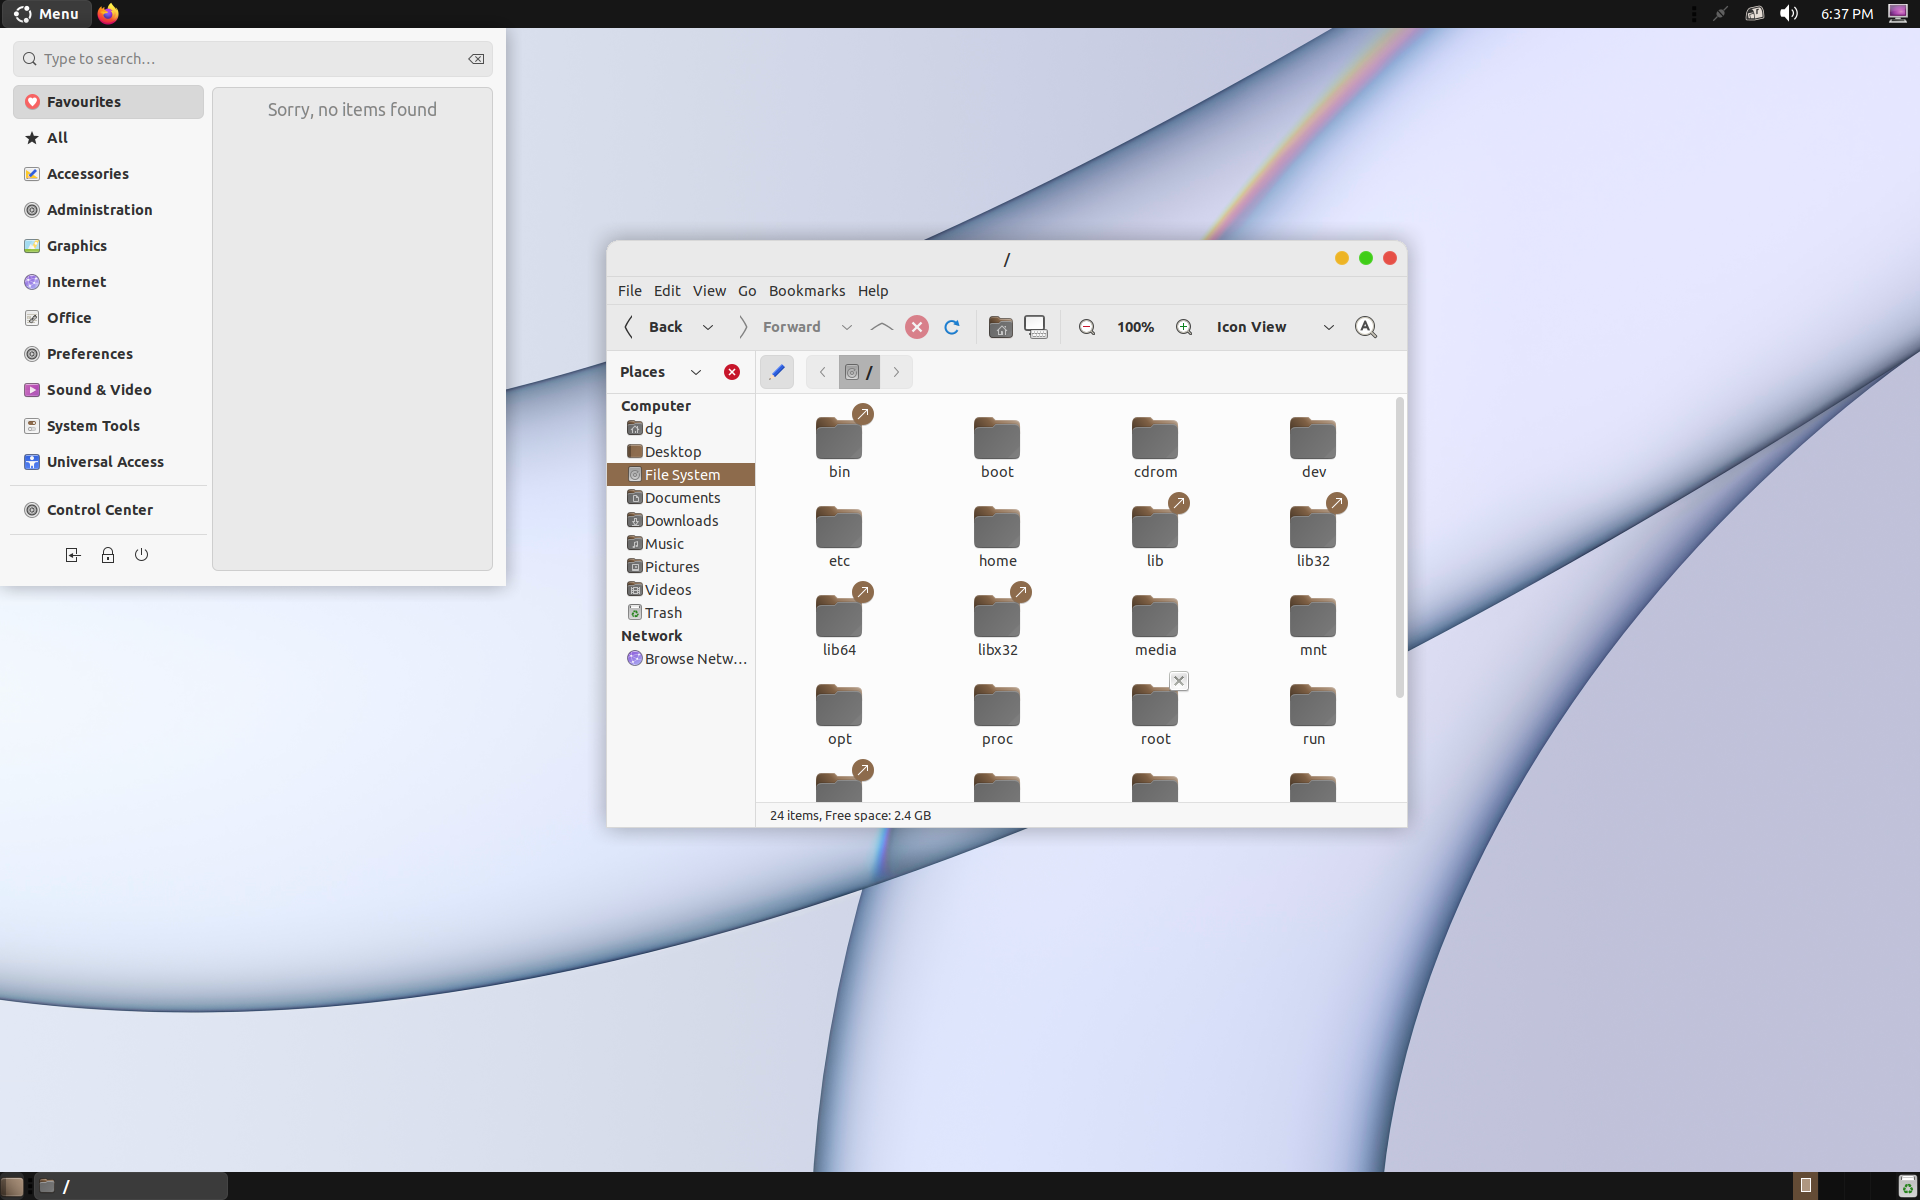 Menu
6:37 PM
Type to search...
Favourites
Sorry, no items found
All
Accessories
Administration
Graphics
Internet
Office
Preferences
Sound & Video
System Tools
Universal Access
Control Center
/
File Edit View Go Bookmarks Help
Back Forward 100% Icon View
Places /
Computer
dg
Desktop
File System
Documents
Downloads
Music
Pictures
Videos
Trash
Network
Browse Netw...
bin boot cdrom dev
etc home lib lib32
lib64 libx32 media mnt
opt proc root run
24 items, Free space: 2.4 GB
/